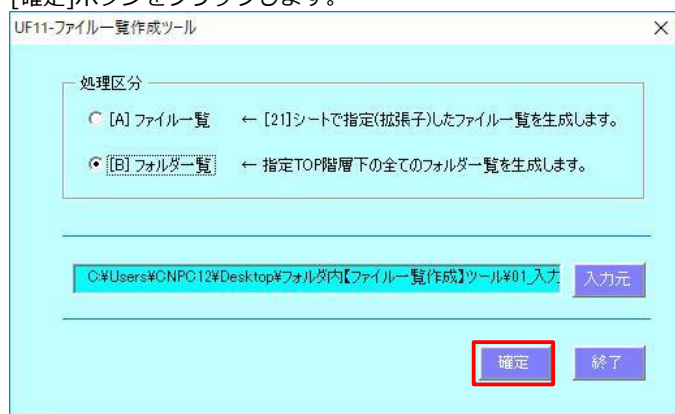 [確定]ボタンをクリックします。
UF11-ファイル一覧作成ツール
処理区分
[A] ファイル一覧 ← [21]シートで指定(拡張子)したファイル一覧を生成します。
[B] フォルダ一覧 ← 指定TOP階層下の全てのフォルダ一覧を生成します。
C:¥Users¥CNPC12¥Desktop¥フォルダ内【ファイル一覧作成】ツール¥01_入力 入力元
確定 終了